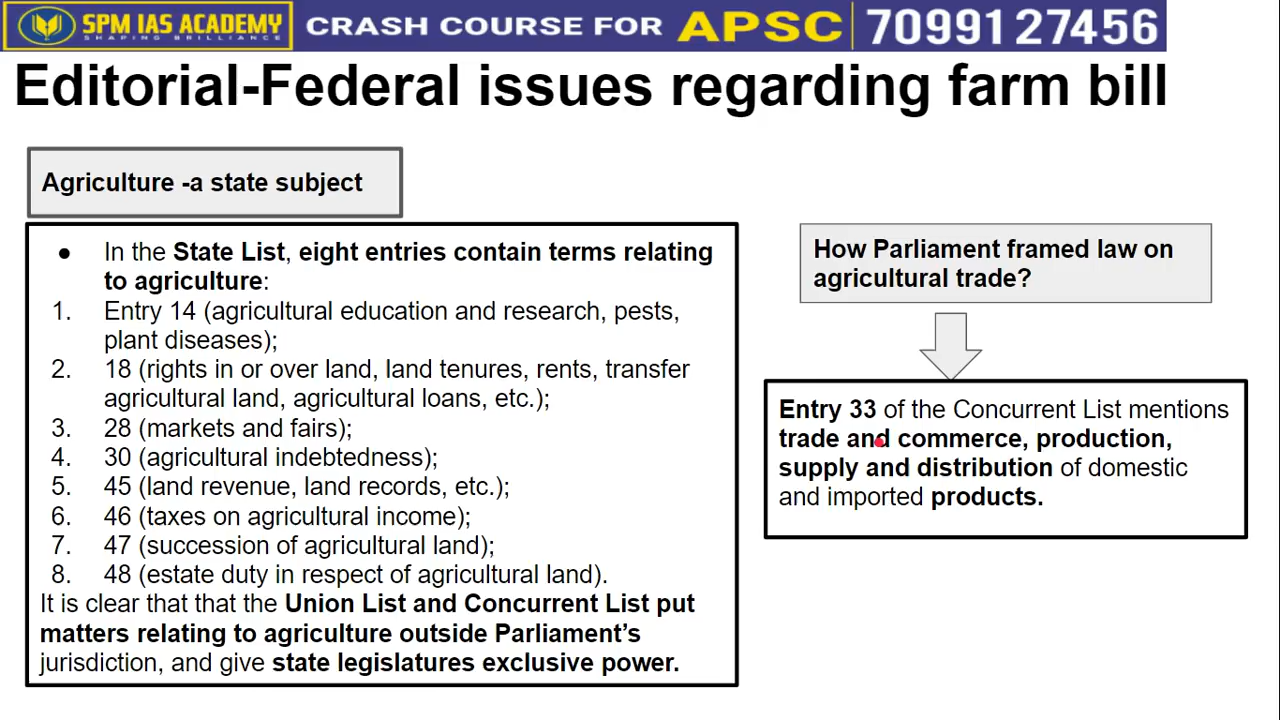 SPM IAS ACADEMY
SHAPING BRILLIANCE
CRASH COURSE FOR APSC 70991 27456
Editorial-Federal issues regarding farm bill
Agriculture -a state subject
● In the State List, eight entries contain terms relating
to agriculture:
1. Entry 14 (agricultural education and research, pests,
plant diseases);
2. 18 (rights in or over land, land tenures, rents, transfer
agricultural land, agricultural loans, etc.);
3. 28 (markets and fairs);
4. 30 (agricultural indebtedness);
5. 45 (land revenue, land records, etc.);
6. 46 (taxes on agricultural income);
7. 47 (succession of agricultural land);
8. 48 (estate duty in respect of agricultural land).
It is clear that that the Union List and Concurrent List put
matters relating to agriculture outside Parliament’s
jurisdiction, and give state legislatures exclusive power.
How Parliament framed law on
agricultural trade?
Entry 33 of the Concurrent List mentions
trade and commerce, production,
supply and distribution of domestic
and imported products.